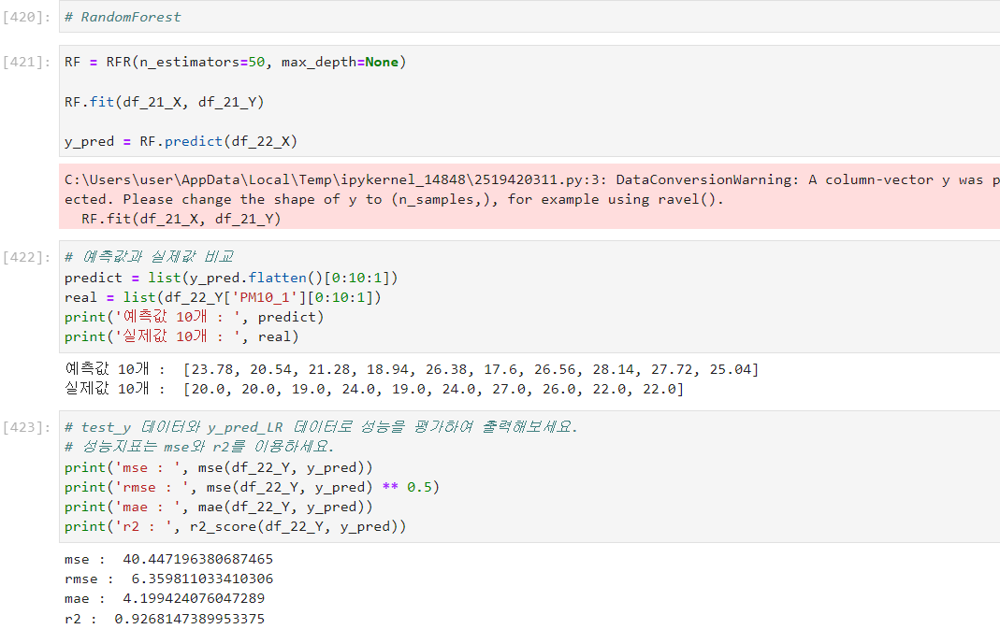 [420]: # RandomForest
[421]: RF = RFR(n_estimators=50, max_depth=None)
RF.fit(df_21_X, df_21_Y)
y_pred = RF.predict(df_22_X)
C:\Users\user\AppData\Local\Temp\ipykernel_14848\2519420311.py:3: DataConversionWarning: A column-vector y was p
ected. Please change the shape of y to (n_samples,), for example using ravel().
RF.fit(df_21_X, df_21_Y)
[422]: # 예측값과 실제값 비교
predict = list(y_pred.flatten()[0:10:1])
real = list(df_22_Y['PM10_1'][0:10:1])
print('예측값 10개 : ', predict)
print('실제값 10개 : ', real)
예측값 10개 :  [23.78, 20.54, 21.28, 18.94, 26.38, 17.6, 26.56, 28.14, 27.72, 25.04]
실제값 10개 :  [20.0, 20.0, 19.0, 24.0, 19.0, 24.0, 27.0, 26.0, 22.0, 22.0]
[423]: # test_y 데이터와 y_pred_LR 데이터로 성능을 평가하여 출력해보세요.
# 성능지표는 mse와 r2를 이용하세요.
print('mse : ', mse(df_22_Y, y_pred))
print('rmse : ', mse(df_22_Y, y_pred) ** 0.5)
print('mae : ', mae(df_22_Y, y_pred))
print('r2 : ', r2_score(df_22_Y, y_pred))
mse :  40.447196380687465
rmse :  6.359811033410306
mae :  4.199424076047289
r2 :  0.9268147389953375